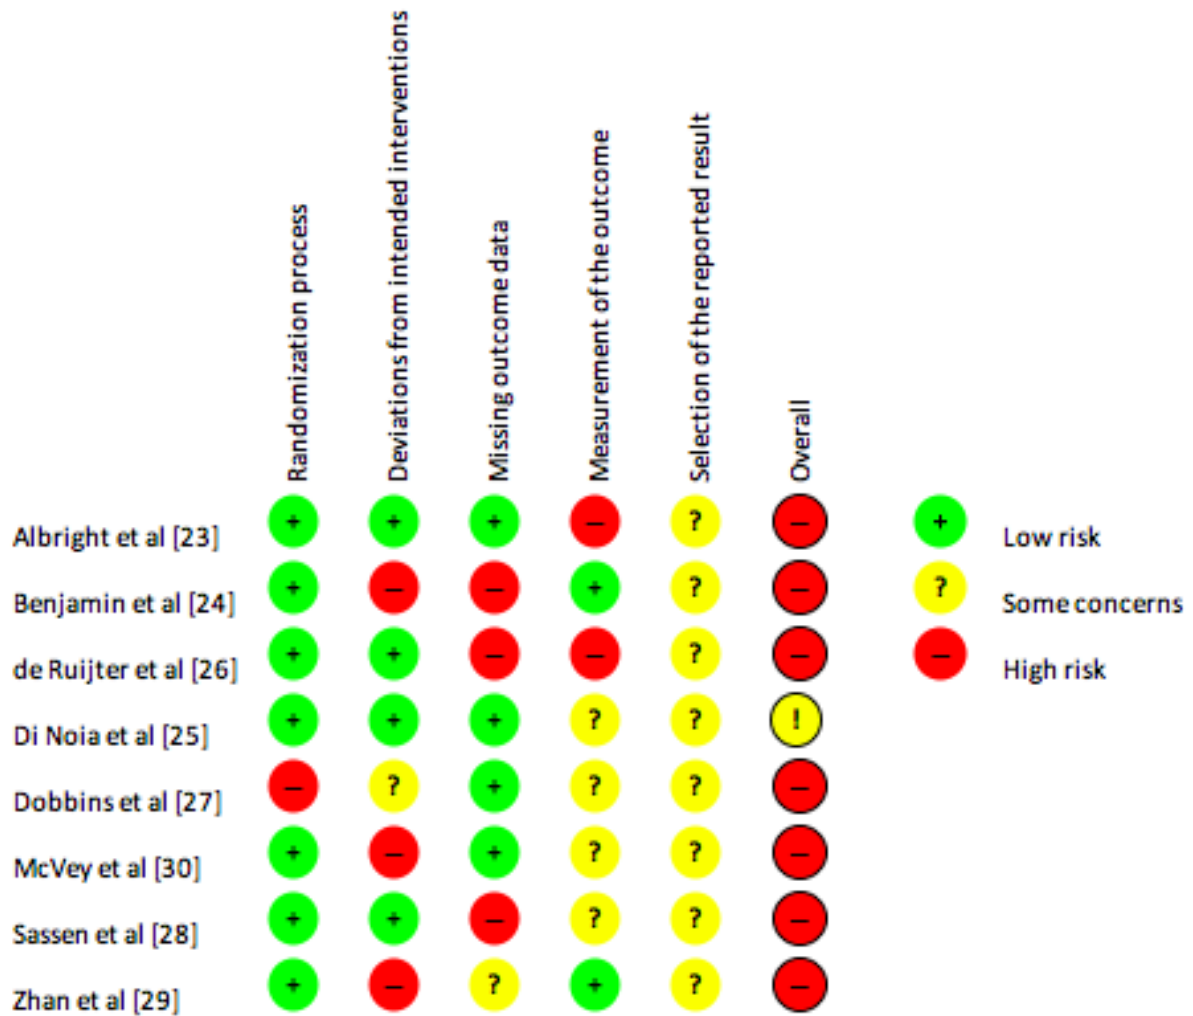 Randomization process
Deviations from intended interventions
Missing outcome data
Measurement of the outcome
Selection of the reported result
Overall
Albright et al [23] + + + – ? – + Low risk
Benjamin et al [24] + – – + ? – ? Some concerns
de Ruijter et al [26] + + – – ? – – High risk
Di Noia et al [25] + + + ? ? !
Dobbins et al [27] – ? + ? ? –
McVey et al [30] + – + ? ? –
Sassen et al [28] + + – ? ? –
Zhan et al [29] + – ? + ? –